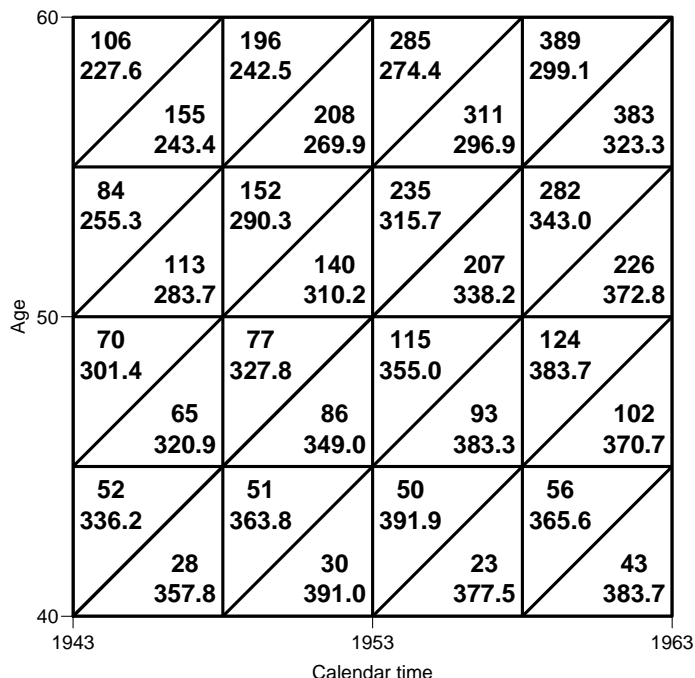 60
106 196 285 389
227.6 242.5 274.4 299.1
155 208 311 383
243.4 269.9 296.9 323.3
84 152 235 282
255.3 290.3 315.7 343.0
113 140 207 226
283.7 310.2 338.2 372.8
Age
50
70 77 115 124
301.4 327.8 355.0 383.7
65 86 93 102
320.9 349.0 383.3 370.7
52 51 50 56
336.2 363.8 391.9 365.6
28 30 23 43
357.8 391.0 377.5 383.7
40
1943 1953 1963
Calendar time